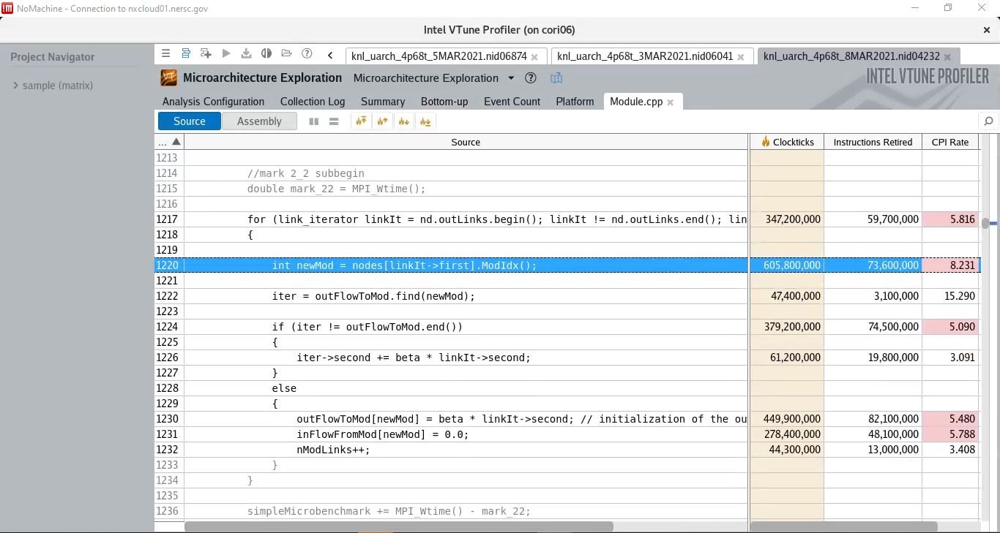 NoMachine - Connection to nxcloud01.nersc.gov
Intel VTune Profiler (on cori06)
Project Navigator
sample (matrix)
knl_uarch_4p68t_5MAR2021.nid06874 knl_uarch_4p68t_3MAR2021.nid06041 knl_uarch_4p68t_8MAR2021.nid04232
Microarchitecture Exploration Microarchitecture Exploration INTEL VTUNE PROFILER
Analysis Configuration Collection Log Summary Bottom-up Event Count Platform Module.cpp
Source Assembly
... Source Clockticks Instructions Retired CPI Rate
1213
1214 //mark 2_2 subbegin
1215 double mark_22 = MPI_Wtime();
1216
1217 for (link_iterator linkIt = nd.outLinks.begin(); linkIt != nd.outLinks.end(); lin 347,200,000 59,700,000 5.816
1218 {
1219
1220 int newMod = nodes[linkIt->first].ModIdx(); 605,800,000 73,600,000 8.231
1221
1222 iter = outFlowToMod.find(newMod); 47,400,000 3,100,000 15.290
1223
1224 if (iter != outFlowToMod.end()) 379,200,000 74,500,000 5.090
1225 {
1226 iter->second += beta * linkIt->second; 61,200,000 19,800,000 3.091
1227 }
1228 else
1229 {
1230 outFlowToMod[newMod] = beta * linkIt->second; // initialization of the ou 449,900,000 82,100,000 5.480
1231 inFlowFromMod[newMod] = 0.0; 278,400,000 48,100,000 5.788
1232 nModLinks++; 44,300,000 13,000,000 3.408
1233 }
1234 }
1235
1236 simpleMicrobenchmark += MPI_Wtime() - mark_22;